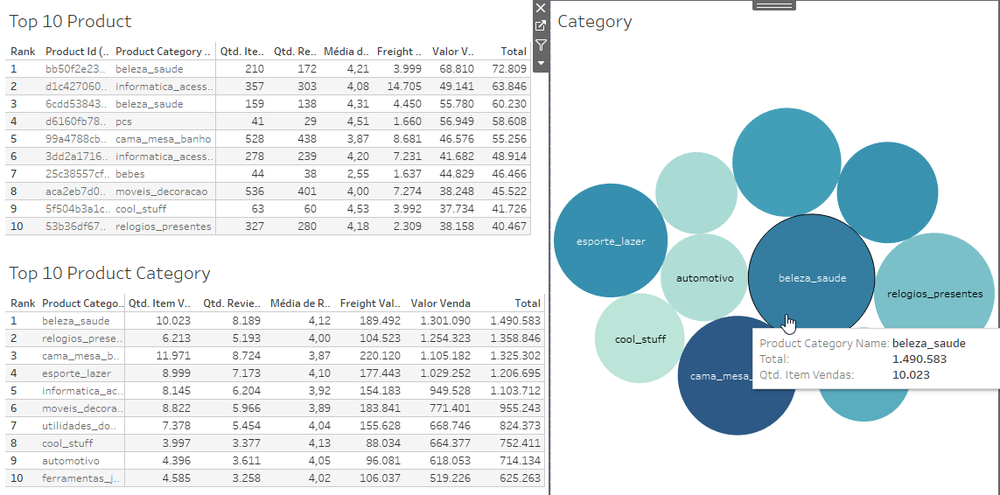 Top 10 Product
Rank Product Id (.. Product Category .. Qtd. Ite.. Qtd. Re.. Média d.. Freight .. Valor V.. Total
1 bb50f2e23.. beleza_saude 210 172 4,21 3.999 68.810 72.809
2 d1c427060.. informatica_acess.. 357 303 4,08 14.705 49.141 63.846
3 6cdd53843.. beleza_saude 159 138 4,31 4.450 55.780 60.230
4 d6160fb78.. pcs 41 29 4,51 1.660 56.949 58.608
5 99a4788cb.. cama_mesa_banho 528 438 3,87 8.681 46.576 55.256
6 3dd2a1716.. informatica_acess.. 278 239 4,20 7.231 41.682 48.914
7 25c38557cf.. bebes 44 38 2,55 1.637 44.829 46.466
8 aca2eb7d0.. moveis_decoracao 536 401 4,00 7.274 38.248 45.522
9 5f504b3a1c.. cool_stuff 63 60 4,53 3.992 37.734 41.726
10 53b36df67.. relogios_presentes 327 280 4,18 2.309 38.158 40.467
Top 10 Product Category
Rank Product Catego.. Qtd. Item V.. Qtd. Revie.. Média de R.. Freight Val.. Valor Venda Total
1 beleza_saude 10.023 8.189 4,12 189.492 1.301.090 1.490.583
2 relogios_prese.. 6.213 5.193 4,00 104.523 1.254.323 1.358.846
3 cama_mesa_b.. 11.971 8.724 3,87 220.120 1.105.182 1.325.302
4 esporte_lazer 8.999 7.173 4,10 177.443 1.029.252 1.206.695
5 informatica_ac.. 8.145 6.204 3,92 154.183 949.528 1.103.712
6 moveis_decora.. 8.822 5.966 3,89 183.841 771.401 955.243
7 utilidades_do.. 7.378 5.454 4,04 155.628 668.746 824.373
8 cool_stuff 3.997 3.377 4,13 88.034 664.377 752.411
9 automotivo 4.396 3.611 4,05 96.081 618.053 714.134
10 ferramentas_j.. 4.585 3.258 4,02 106.037 519.226 625.263
Category
esporte_lazer
automotivo
beleza_saude
relogios_presentes
cool_stuff
cama_mesa_
Product Category Name: beleza_saude
Total: 1.490.583
Qtd. Item Vendas: 10.023